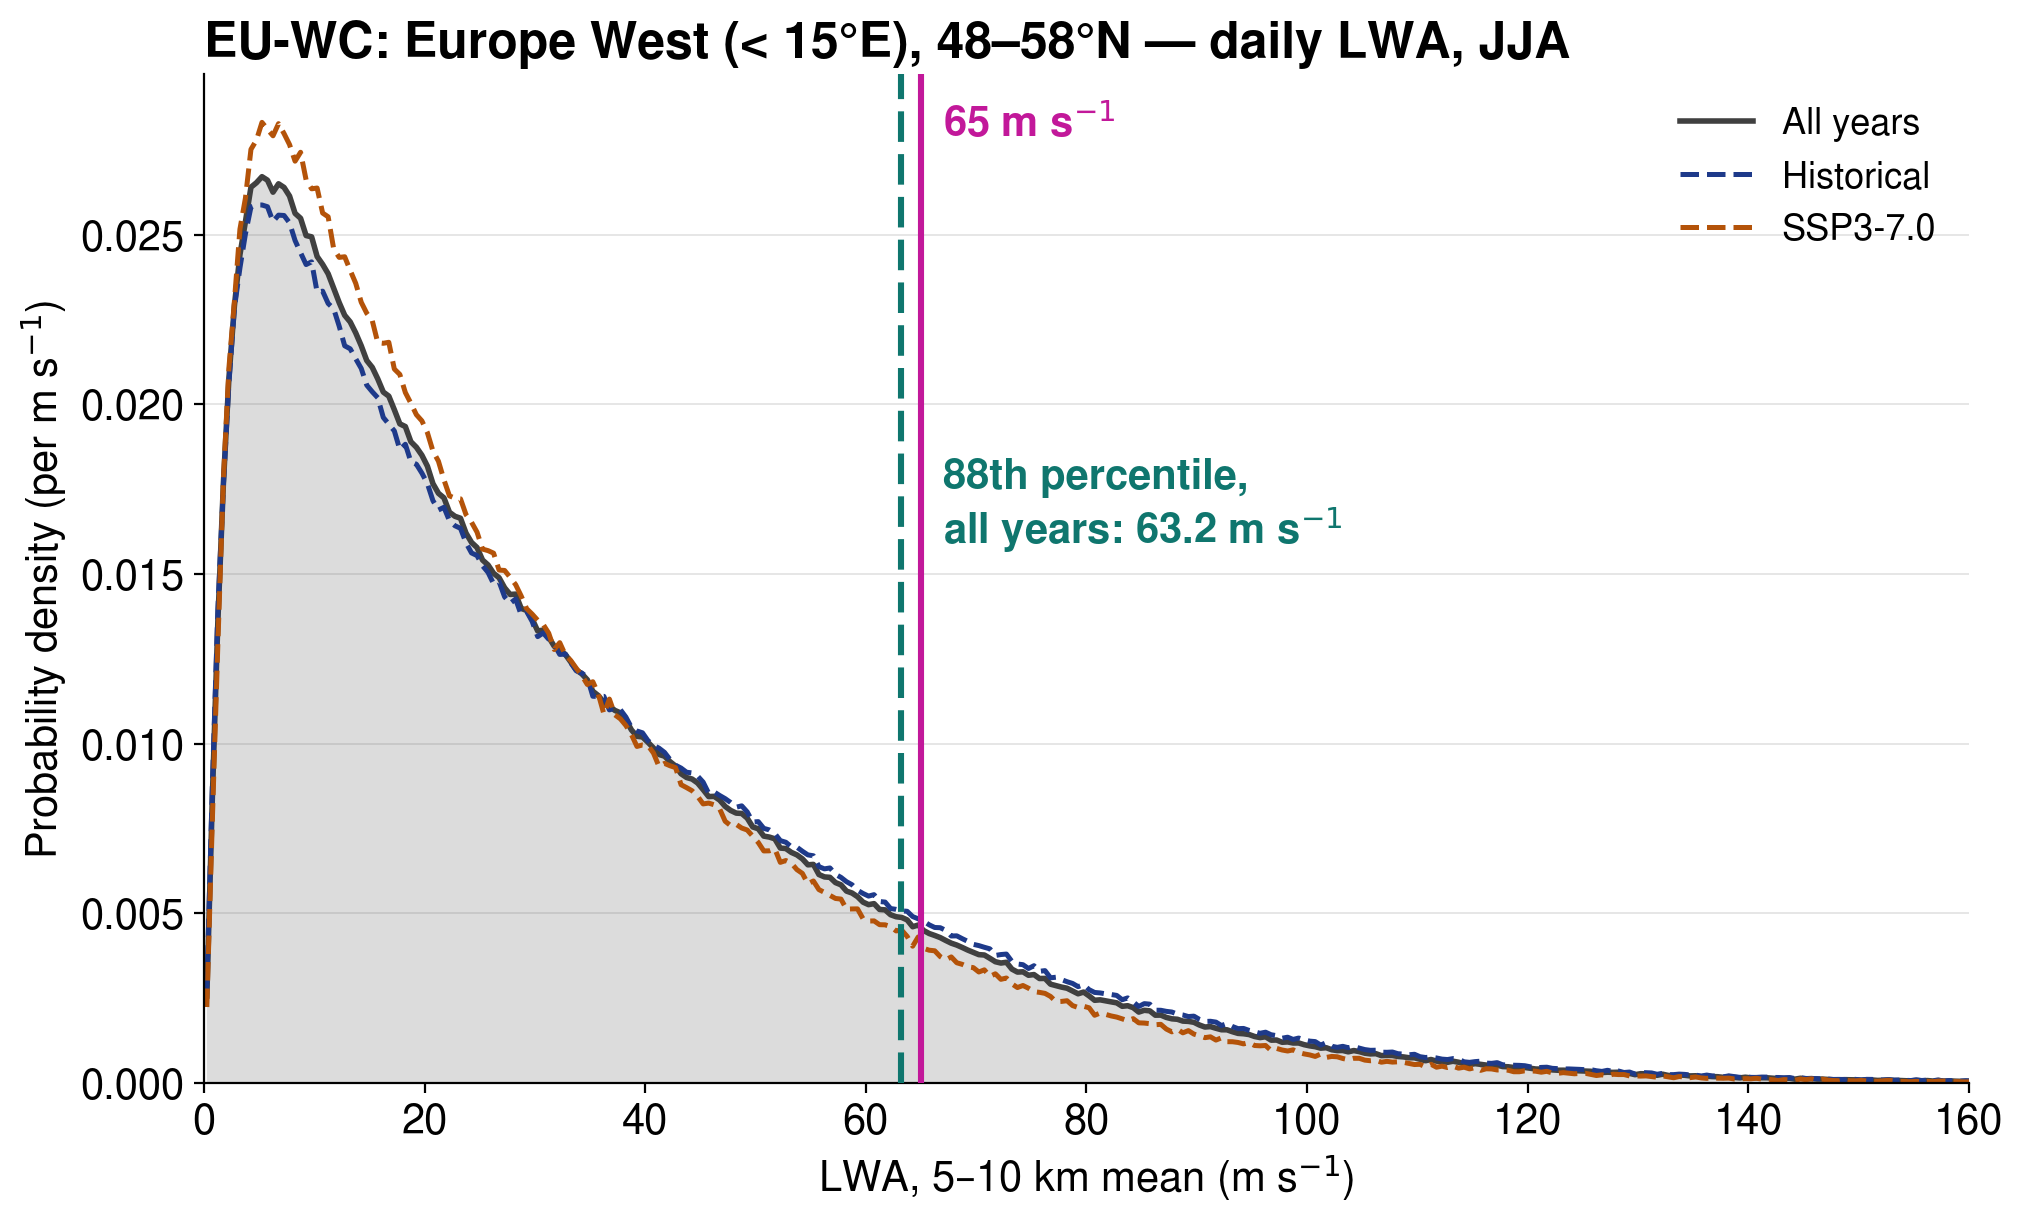 EU-WC: Europe West (< 15°E), 48–58°N — daily LWA, JJA
65 m s⁻¹
All years
Historical
SSP3-7.0
88th percentile,
all years: 63.2 m s⁻¹
Probability density (per m s⁻¹)
0.025
0.020
0.015
0.010
0.005
0.000
0 20 40 60 80 100 120 140 160
LWA, 5–10 km mean (m s⁻¹)